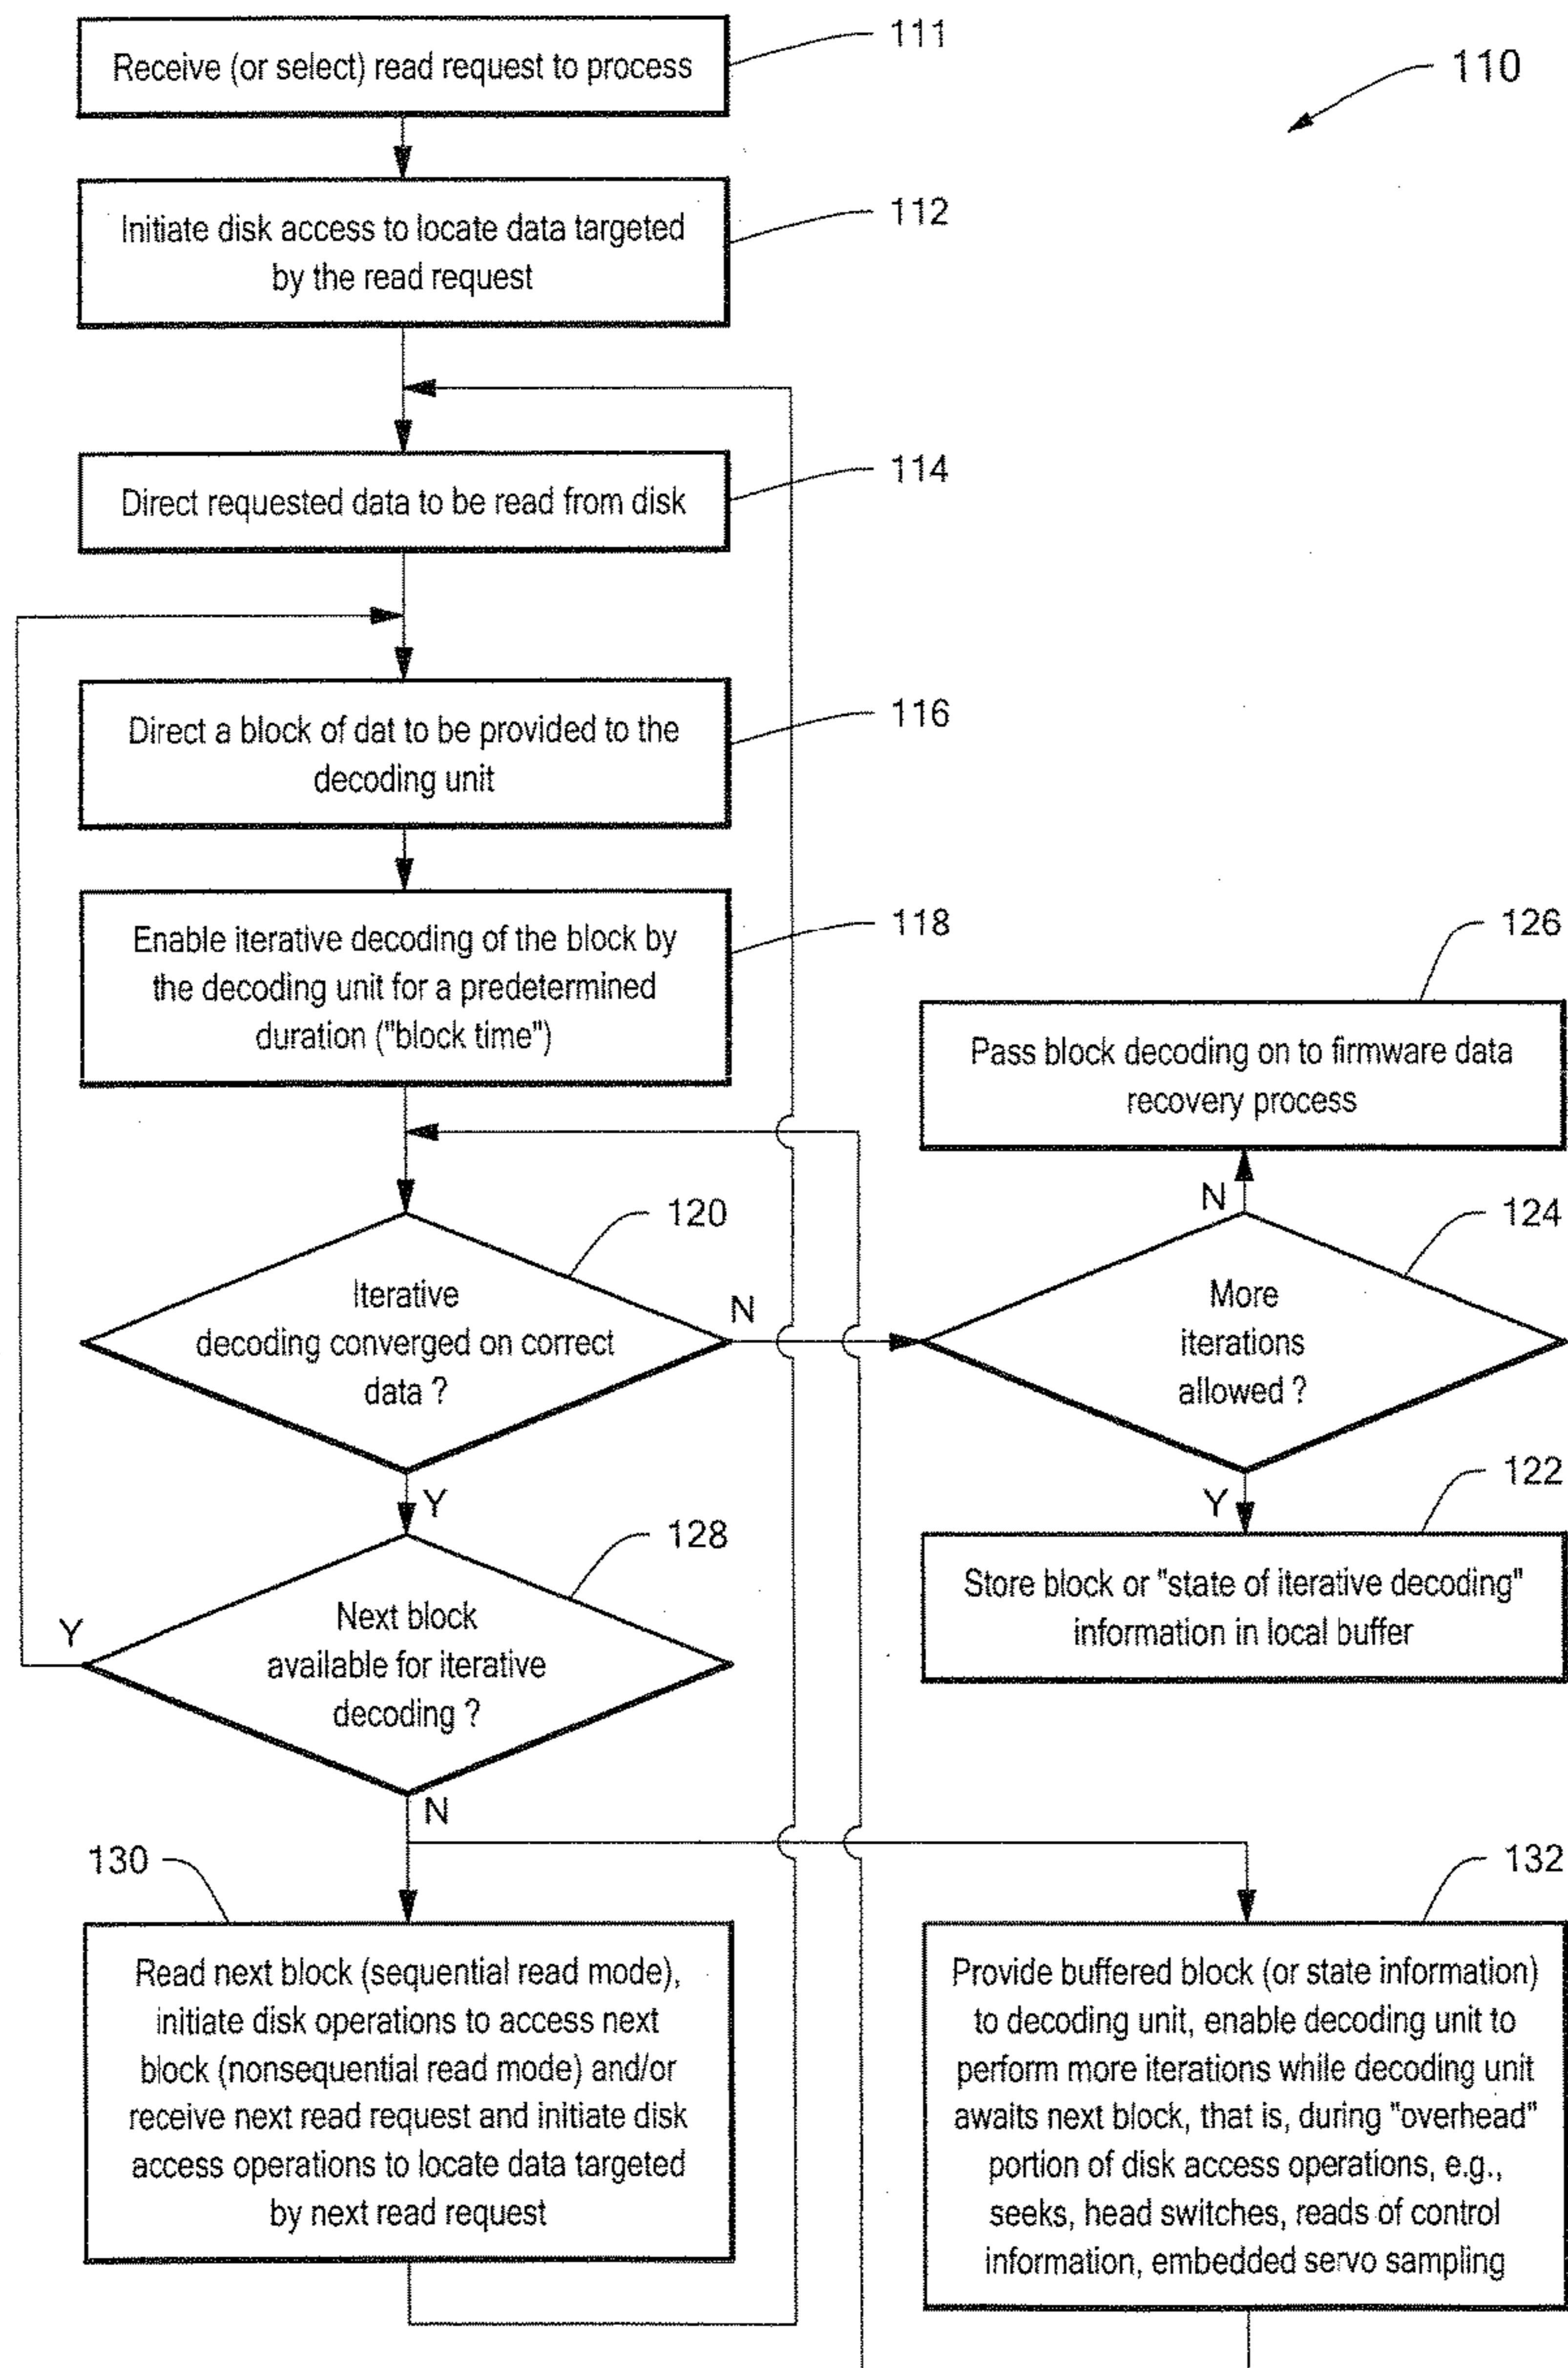 111
Receive (or select) read request to process
110
112
Initiate disk access to locate data targeted
by the read request
114
Direct requested data to be read from disk
116
Direct a block of dat to be provided to the
decoding unit
118
Enable iterative decoding of the block by
the decoding unit for a predetermined
duration ("block time")
126
Pass block decoding on to firmware data
recovery process
N
120
Iterative
decoding converged on correct
data ?
N
Y
124
More
iterations
allowed ?
Y
122
Store block or "state of iterative decoding"
information in local buffer
128
Next block
available for iterative
decoding ?
Y
N
130
Read next block (sequential read mode),
initiate disk operations to access next
block (nonsequential read mode) and/or
receive next read request and initiate disk
access operations to locate data targeted
by next read request
132
Provide buffered block (or state information)
to decoding unit, enable decoding unit to
perform more iterations while decoding unit
awaits next block, that is, during "overhead"
portion of disk access operations, e.g.,
seeks, head switches, reads of control
information, embedded servo sampling